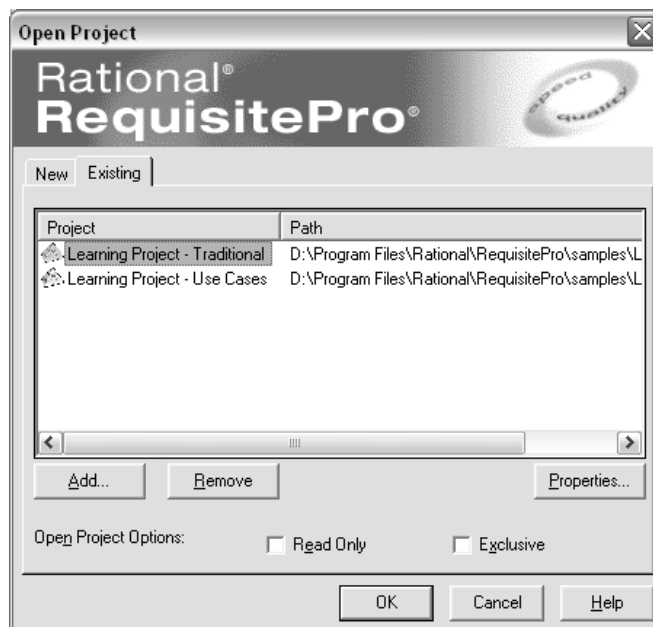 Open Project
Rational®
RequisitePro®
speed
quality
New Existing
Project Path
Learning Project - Traditional D:\Program Files\Rational\RequisitePro\samples\L
Learning Project - Use Cases D:\Program Files\Rational\RequisitePro\samples\L
Add... Remove Properties...
Open Project Options: Read Only Exclusive
OK Cancel Help